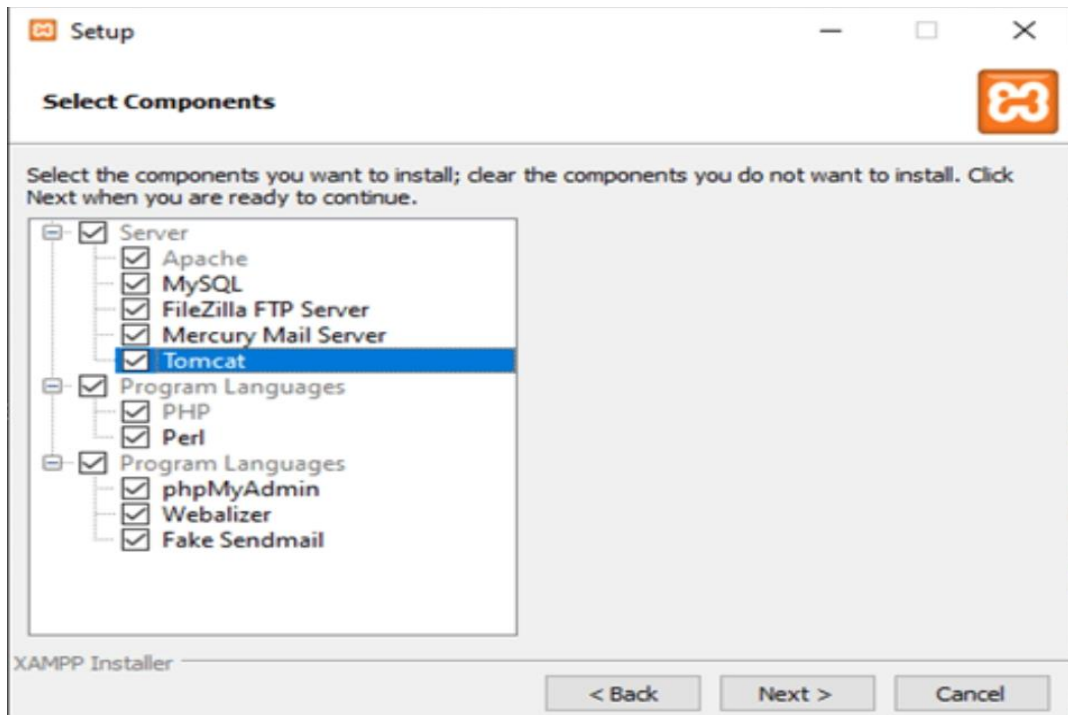 Setup
Select Components
Select the components you want to install; clear the components you do not want to install. Click
Next when you are ready to continue.
Server
Apache
MySQL
FileZilla FTP Server
Mercury Mail Server
Tomcat
Program Languages
PHP
Perl
Program Languages
phpMyAdmin
Webalizer
Fake Sendmail
XAMPP Installer
< Back
Next >
Cancel